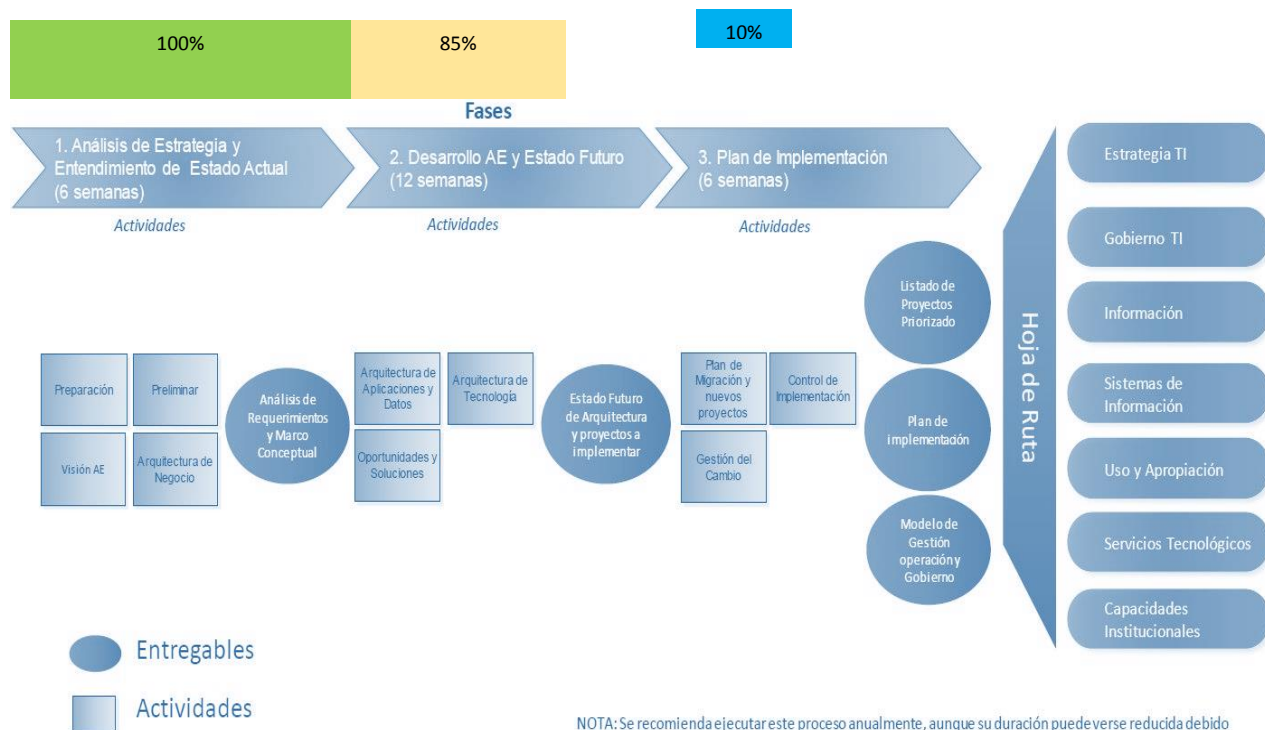 100%
85%
10%
Fases
1. Análisis de Estrategia y
Entendimiento de Estado Actual
(6 semanas)
2. Desarrollo AE y Estado Futuro
(12 semanas)
3. Plan de Implementación
(6 semanas)
Actividades
Actividades
Actividades
Preparación
Preliminar
Visión AE
Arquitectura de
Negocio
Análisis de
Requerimientos
y Marco
Conceptual
Arquitectura de
Aplicaciones y
Datos
Arquitectura de
Tecnología
Oportunidades y
Soluciones
Estado Futuro
de Arquitectura
y proyectos a
implementar
Plan de
Migración y
nuevos
proyectos
Control de
Implementación
Gestión del
Cambio
Listado de
Proyectos
Priorizado
Plan de
implementación
Modelo de
Gestión
operación y
Gobierno
Hoja de Ruta
Estrategia TI
Gobierno TI
Información
Sistemas de
Información
Uso y Apropiación
Servicios Tecnológicos
Capacidades
Institucionales
Entregables
Actividades
NOTA: Se recomienda ejecutar este proceso anualmente, aunque su duración puede verse reducida debido